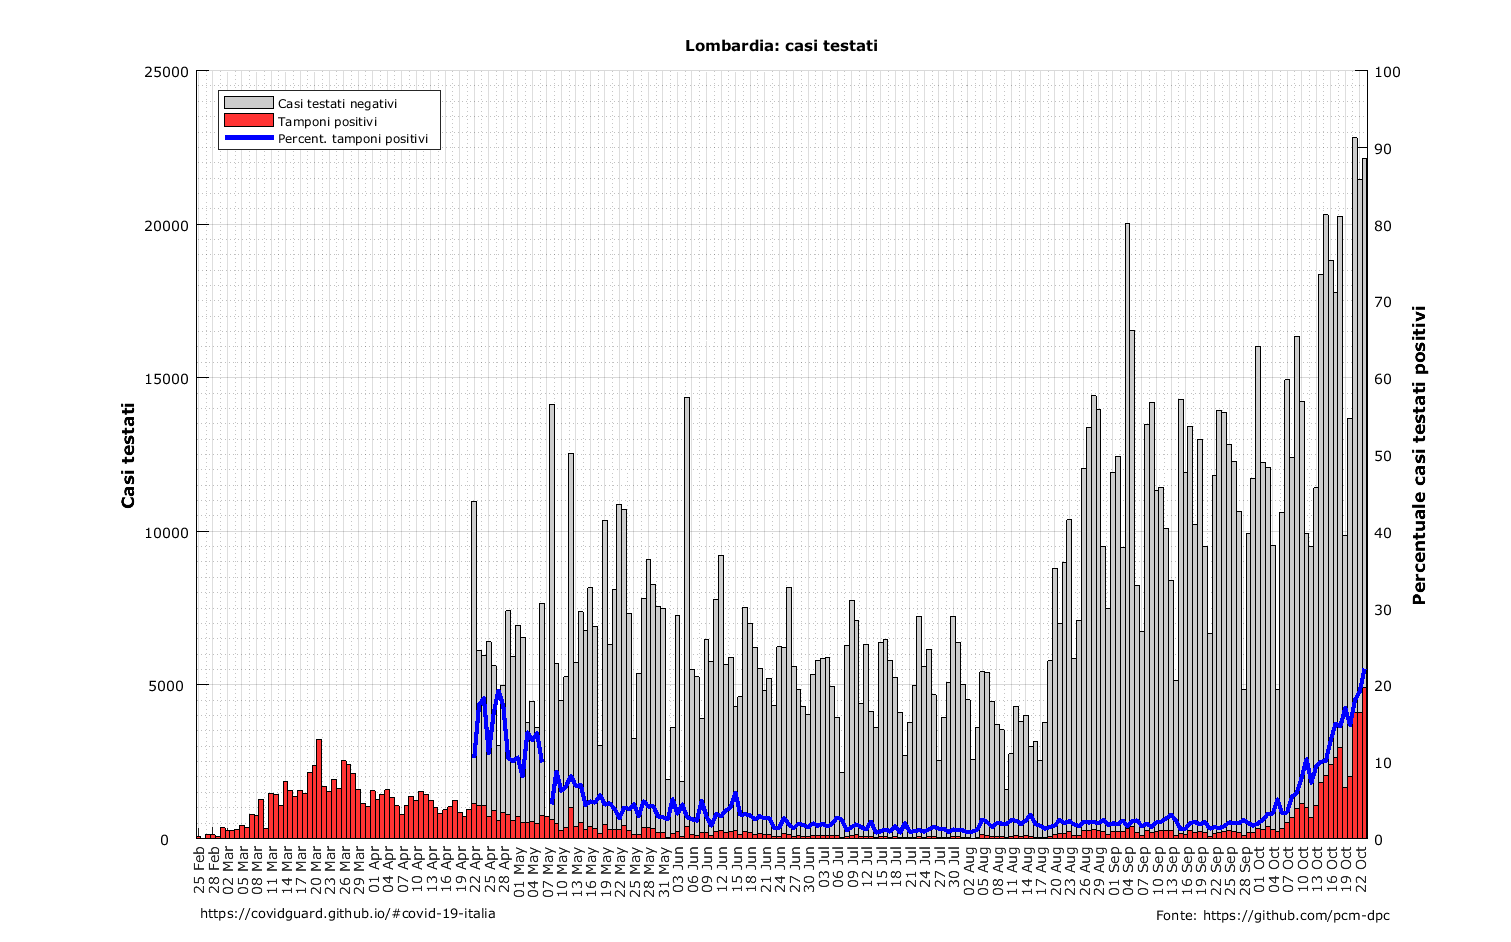 Lombardia: casi testati
25000
20000
15000
10000
5000
0
Casi testati
Casi testati negativi
Tamponi positivi
Percent. tamponi positivi
100
90
80
70
60
50
40
30
20
10
0
Percentuale casi testati positivi
25 Feb
28 Feb
02 Mar
05 Mar
08 Mar
11 Mar
14 Mar
17 Mar
20 Mar
23 Mar
26 Mar
29 Mar
01 Apr
04 Apr
07 Apr
10 Apr
13 Apr
16 Apr
19 Apr
22 Apr
25 Apr
28 Apr
01 May
04 May
07 May
10 May
13 May
16 May
19 May
22 May
25 May
28 May
31 May
03 Jun
06 Jun
09 Jun
12 Jun
15 Jun
18 Jun
21 Jun
24 Jun
27 Jun
30 Jun
03 Jul
06 Jul
09 Jul
12 Jul
15 Jul
18 Jul
21 Jul
24 Jul
27 Jul
30 Jul
02 Aug
05 Aug
08 Aug
11 Aug
14 Aug
17 Aug
20 Aug
23 Aug
26 Aug
29 Aug
01 Sep
04 Sep
07 Sep
10 Sep
13 Sep
16 Sep
19 Sep
22 Sep
25 Sep
28 Sep
01 Oct
04 Oct
07 Oct
10 Oct
13 Oct
16 Oct
19 Oct
22 Oct
https://covidguard.github.io/#covid-19-italia
Fonte: https://github.com/pcm-dpc